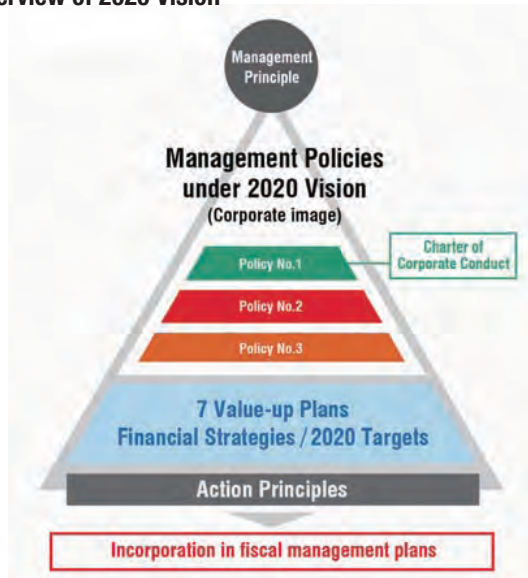 Management
Principle
Management Policies
under 2020 Vision
(Corporate image)
Policy No.1
Charter of
Corporate Conduct
Policy No.2
Policy No.3
7 Value-up Plans
Financial Strategies / 2020 Targets
Action Principles
Incorporation in fiscal management plans